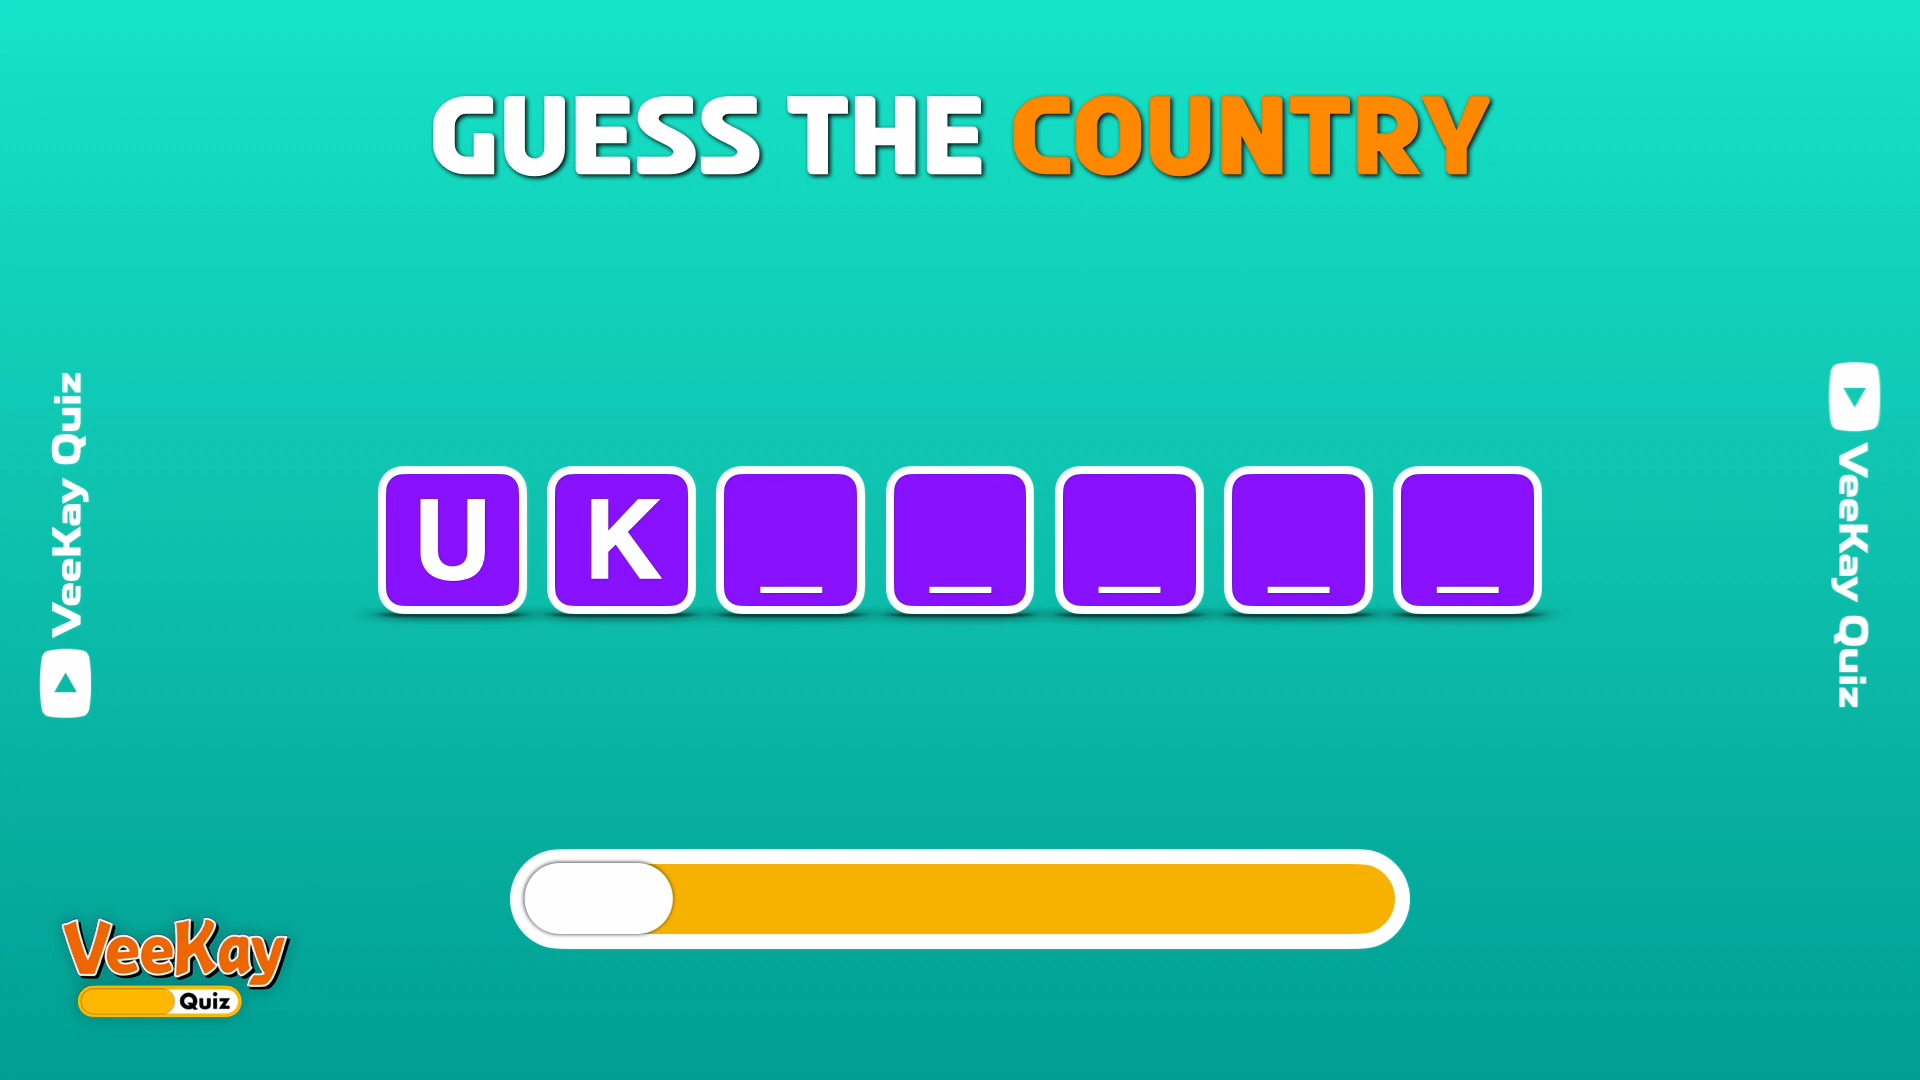 GUESS THE COUNTRY
U K _ _ _ _ _
VeeKay Quiz
VeeKay Quiz
VeeKay
Quiz